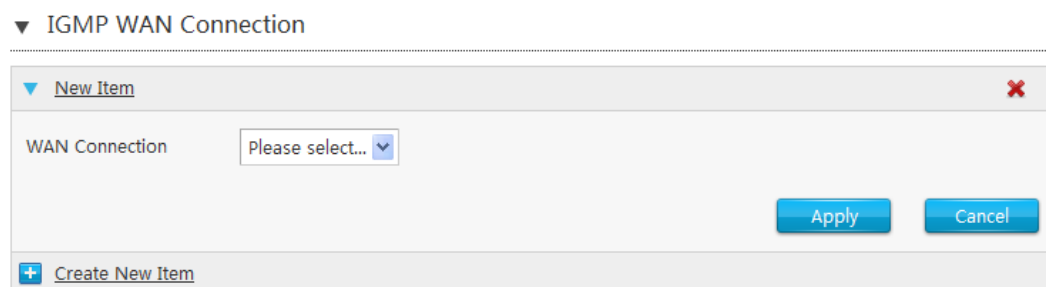 IGMP WAN Connection
New Item
WAN Connection Please select...
Apply Cancel
Create New Item